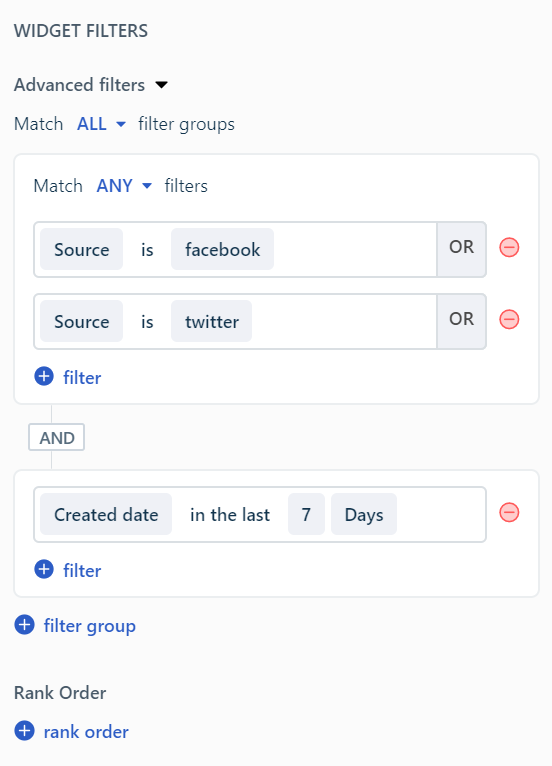 WIDGET FILTERS
Advanced filters
Match ALL filter groups
Match ANY filters
Source is facebook OR
Source is twitter OR
filter
AND
Created date in the last 7 Days
filter
filter group
Rank Order
rank order